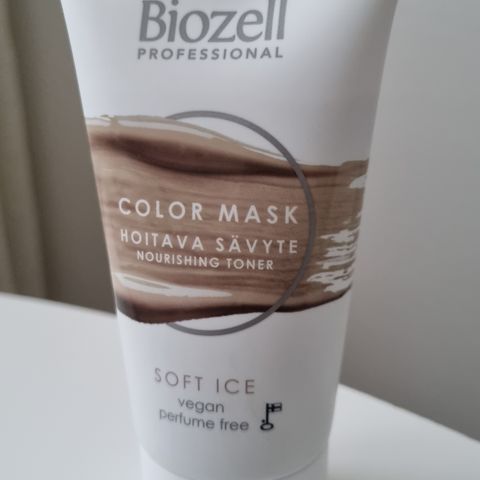 Biozell
PROFESSIONAL
COLOR MASK
HOITAVA SÄVYTE
NOURISHING TONER
SOFT ICE
vegan
perfume free